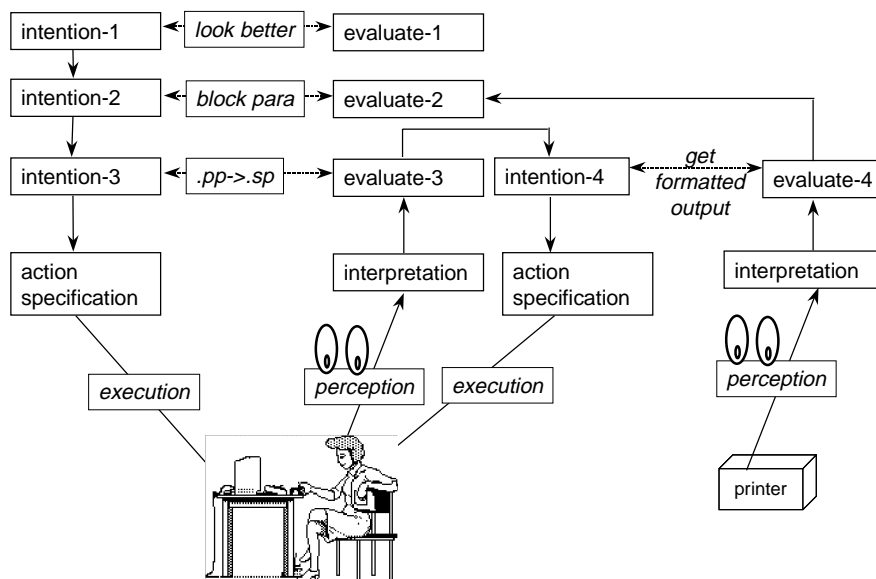 intention-1
look better
evaluate-1
intention-2
block para
evaluate-2
intention-3
.pp->.sp
evaluate-3
intention-4
get
formatted
output
evaluate-4
action
specification
interpretation
action
specification
interpretation
execution
perception
execution
perception
printer